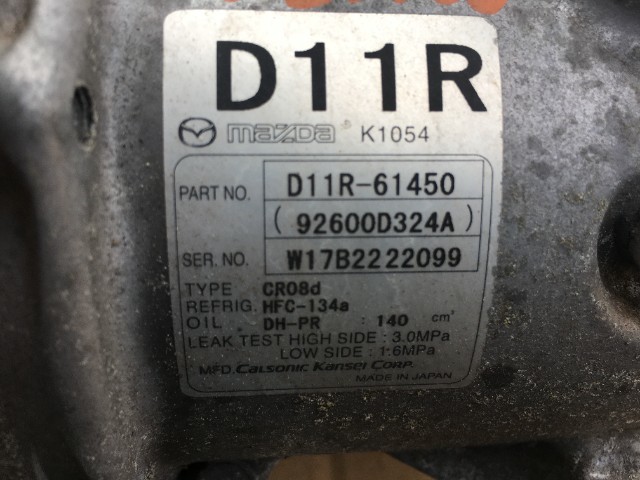 D11R
mazda K1054
PART NO. D11R-61450
(92600D324A)
SER. NO. W17B2222099
TYPE CR08d
REFRIG. HFC-134a
OIL DH-PR : 140 cm³
LEAK TEST HIGH SIDE : 3.0MPa
LOW SIDE : 1.6MPa
MFD. CALSONIC KANSEI CORP.
MADE IN JAPAN